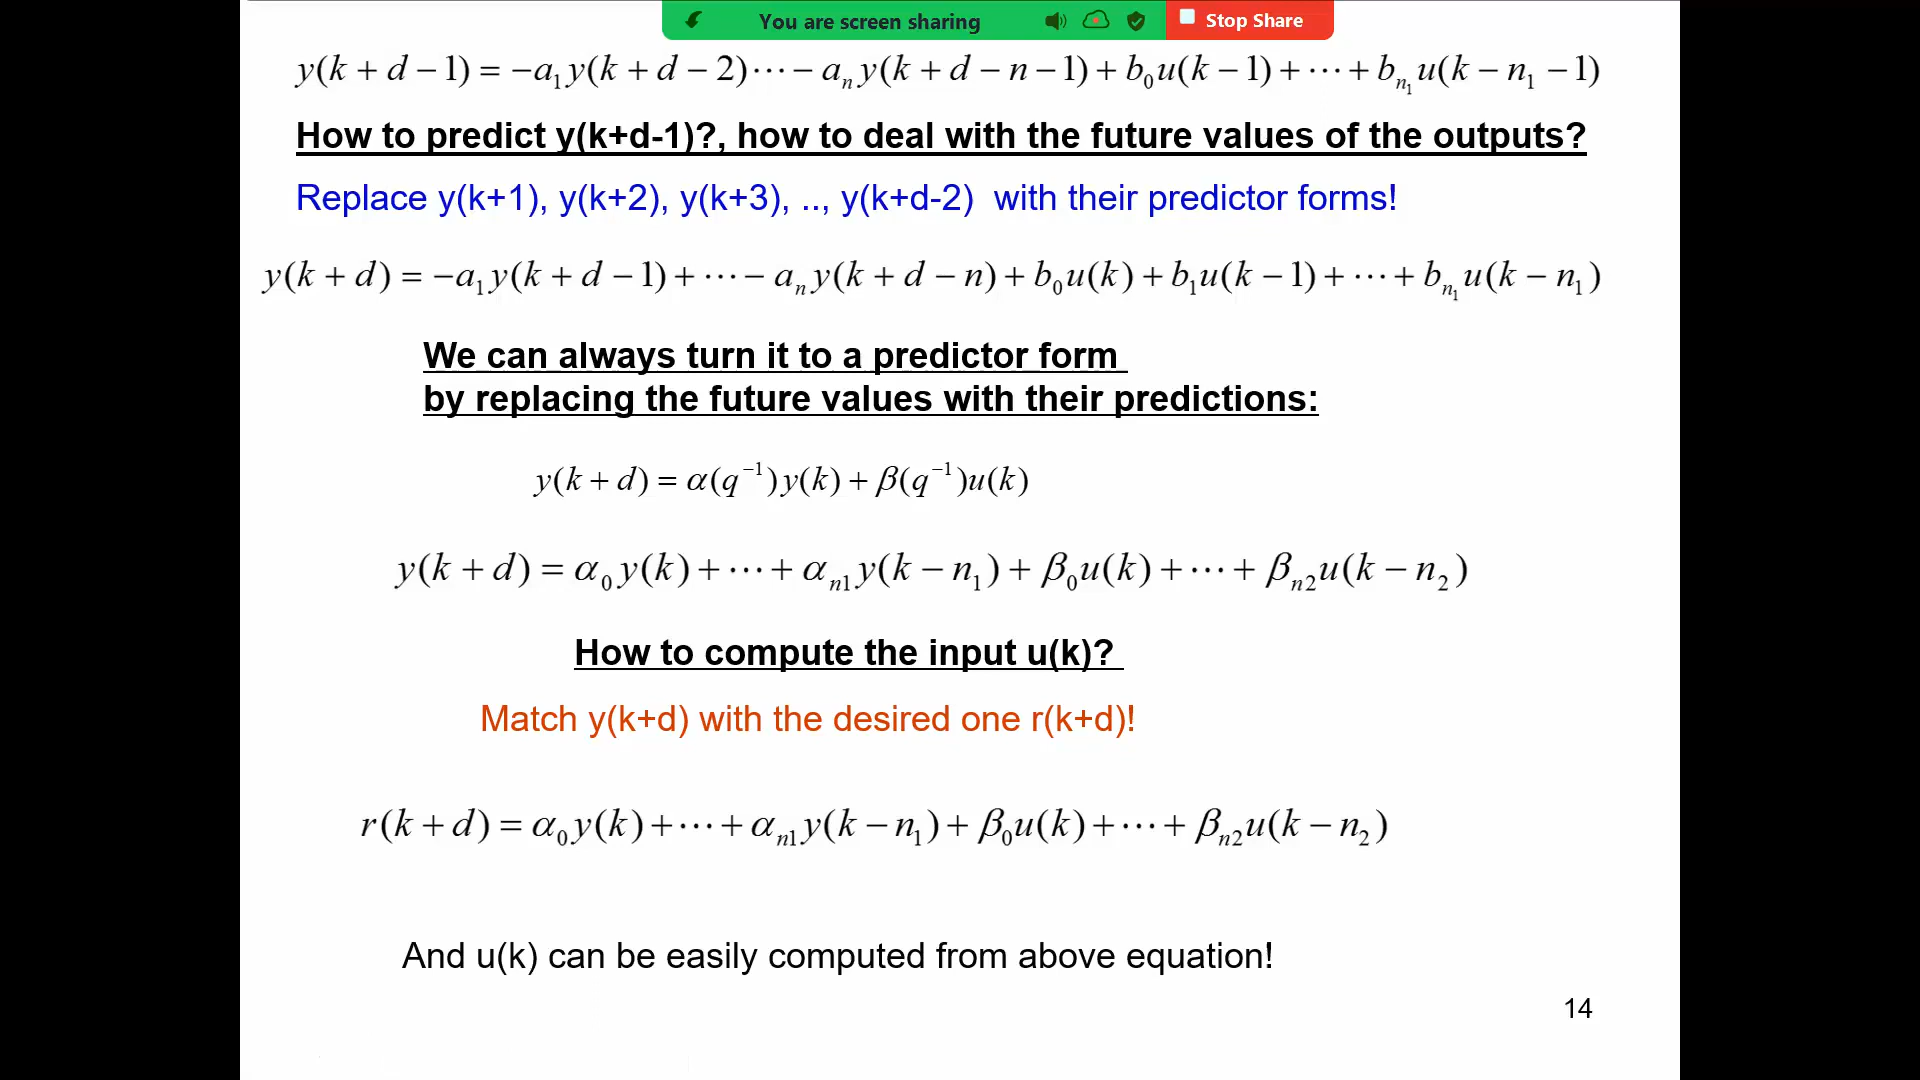 You are screen sharing Stop Share
y(k + d − 1) = −a₁y(k + d − 2)⋯ − aₙy(k + d − n − 1) + b₀u(k − 1) + ⋯ + bₙ₁u(k − n₁ − 1)
How to predict y(k+d-1)?, how to deal with the future values of the outputs?
Replace y(k+1), y(k+2), y(k+3), .., y(k+d-2) with their predictor forms!
y(k + d) = −a₁y(k + d − 1) + ⋯ − aₙy(k + d − n) + b₀u(k) + b₁u(k − 1) + ⋯ + bₙ₁u(k − n₁)
We can always turn it to a predictor form
by replacing the future values with their predictions:
y(k + d) = α(q⁻¹)y(k) + β(q⁻¹)u(k)
y(k + d) = α₀y(k) + ⋯ + αₙ₁y(k − n₁) + β₀u(k) + ⋯ + βₙ₂u(k − n₂)
How to compute the input u(k)?
Match y(k+d) with the desired one r(k+d)!
r(k + d) = α₀y(k) + ⋯ + αₙ₁y(k − n₁) + β₀u(k) + ⋯ + βₙ₂u(k − n₂)
And u(k) can be easily computed from above equation!
14